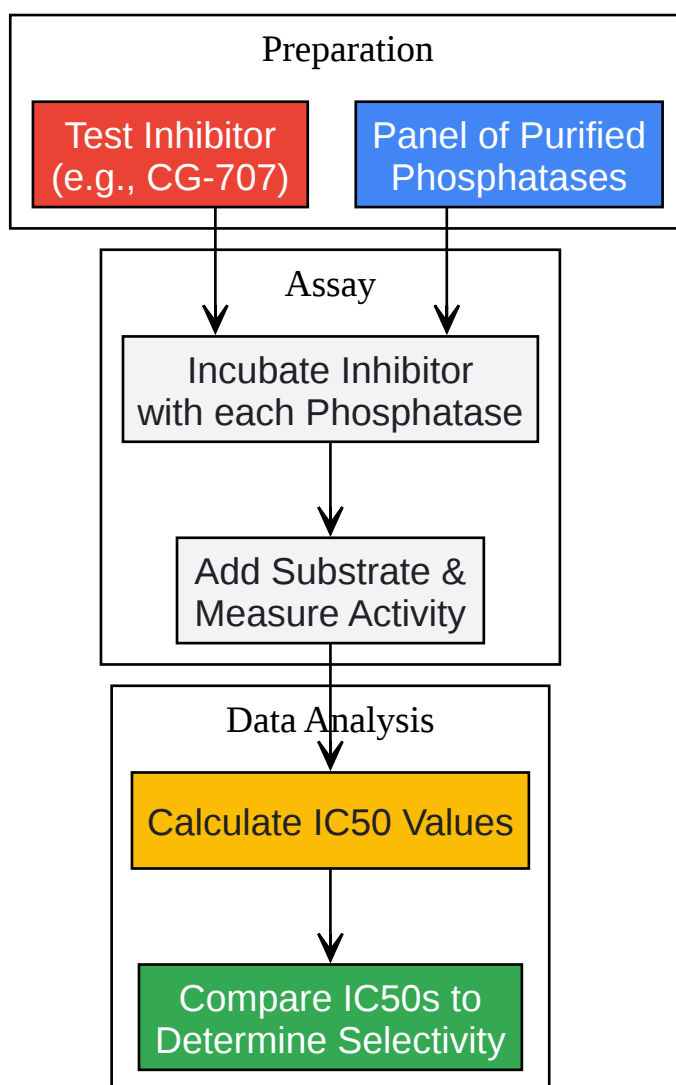 Preparation
Test Inhibitor
(e.g., CG-707)
Panel of Purified
Phosphatases
Assay
Incubate Inhibitor
with each Phosphatase
Add Substrate &
Measure Activity
Data Analysis
Calculate IC50 Values
Compare IC50s to
Determine Selectivity